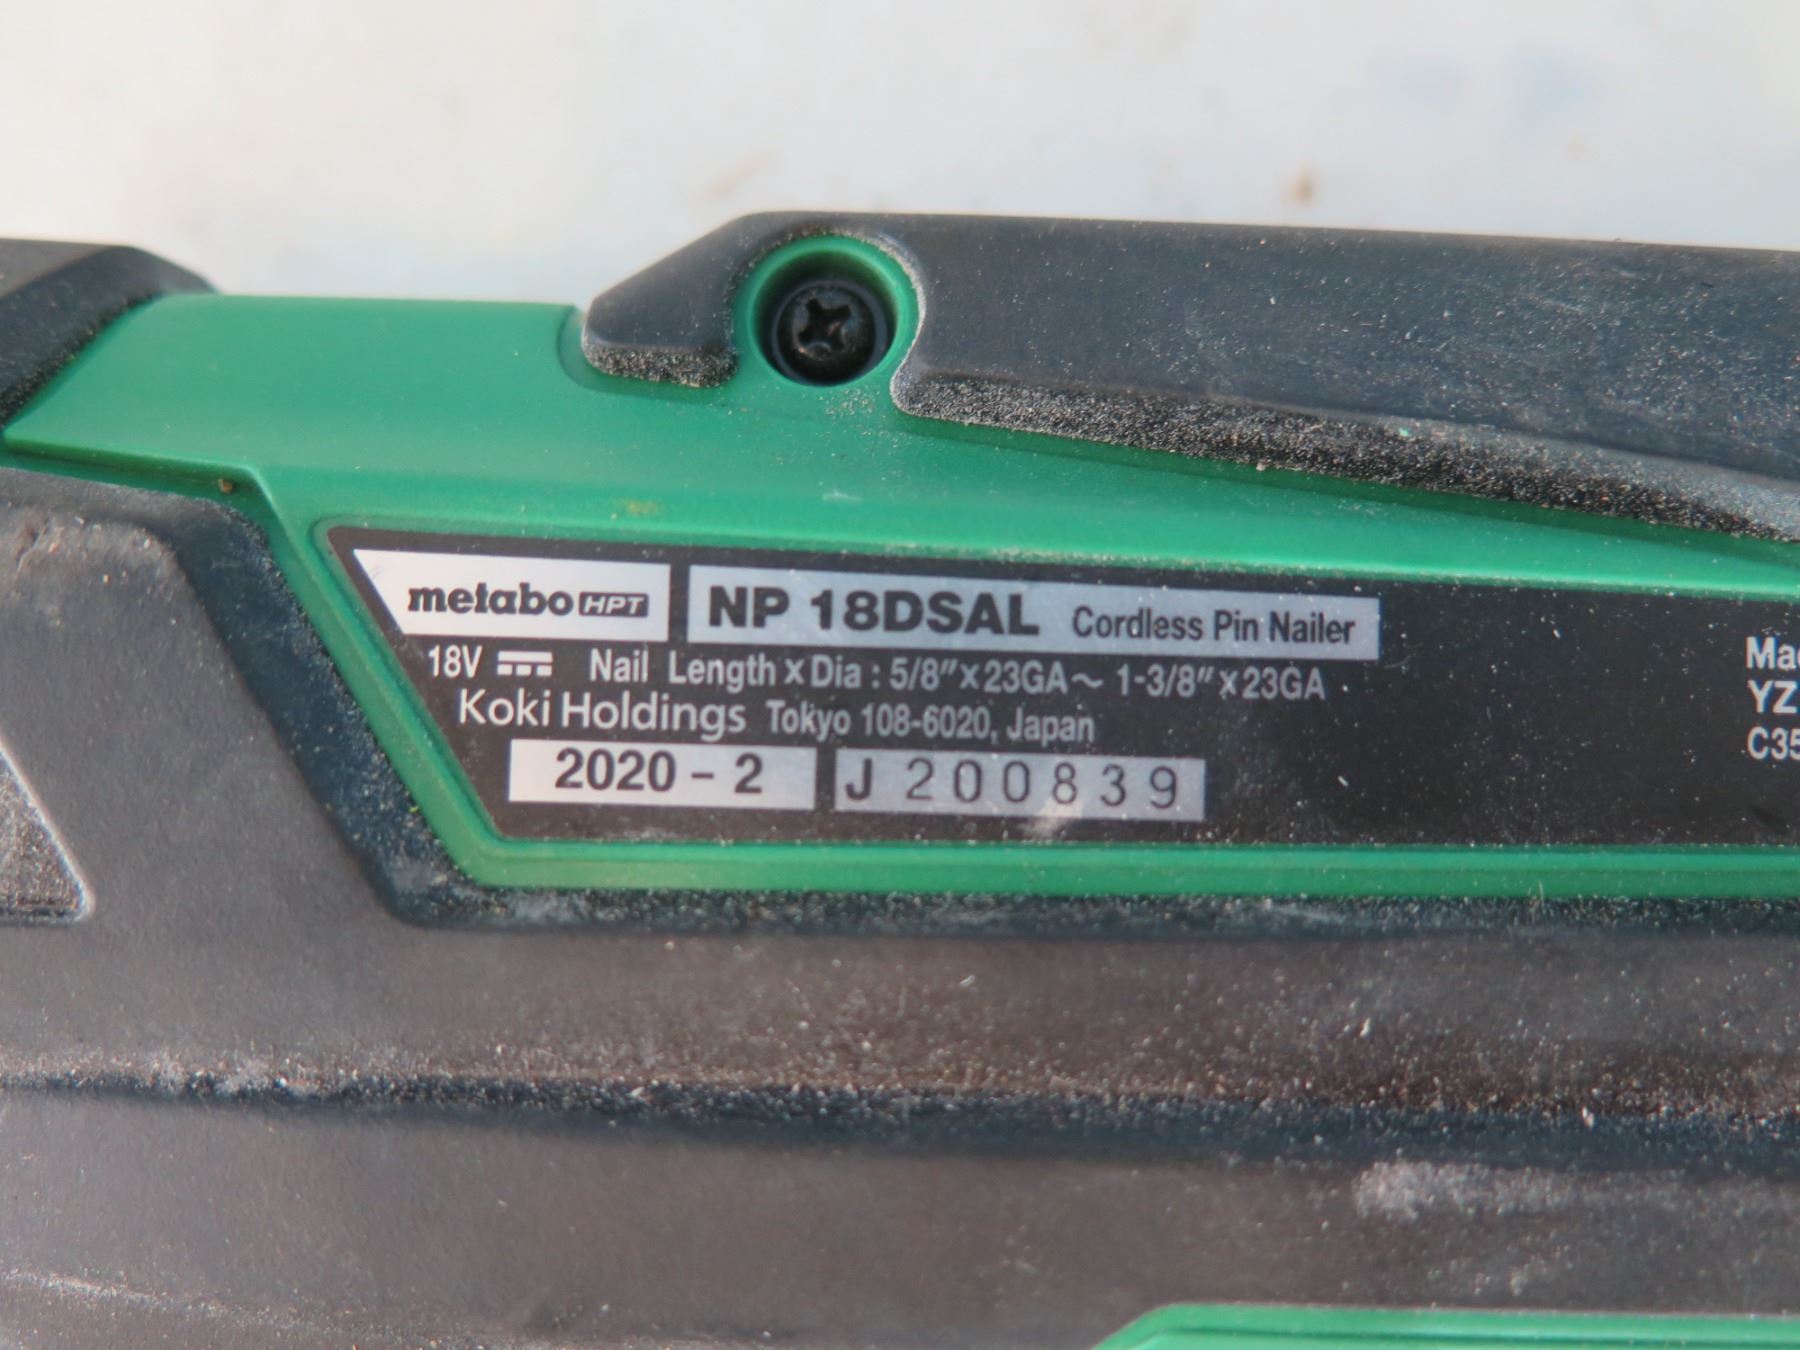 metabo HPT NP 18DSAL Cordless Pin Nailer
18V Nail Length x Dia : 5/8"x23GA～ 1-3/8"x23GA
Koki Holdings Tokyo 108-6020, Japan
2020 - 2 J 200839
YZ
C35